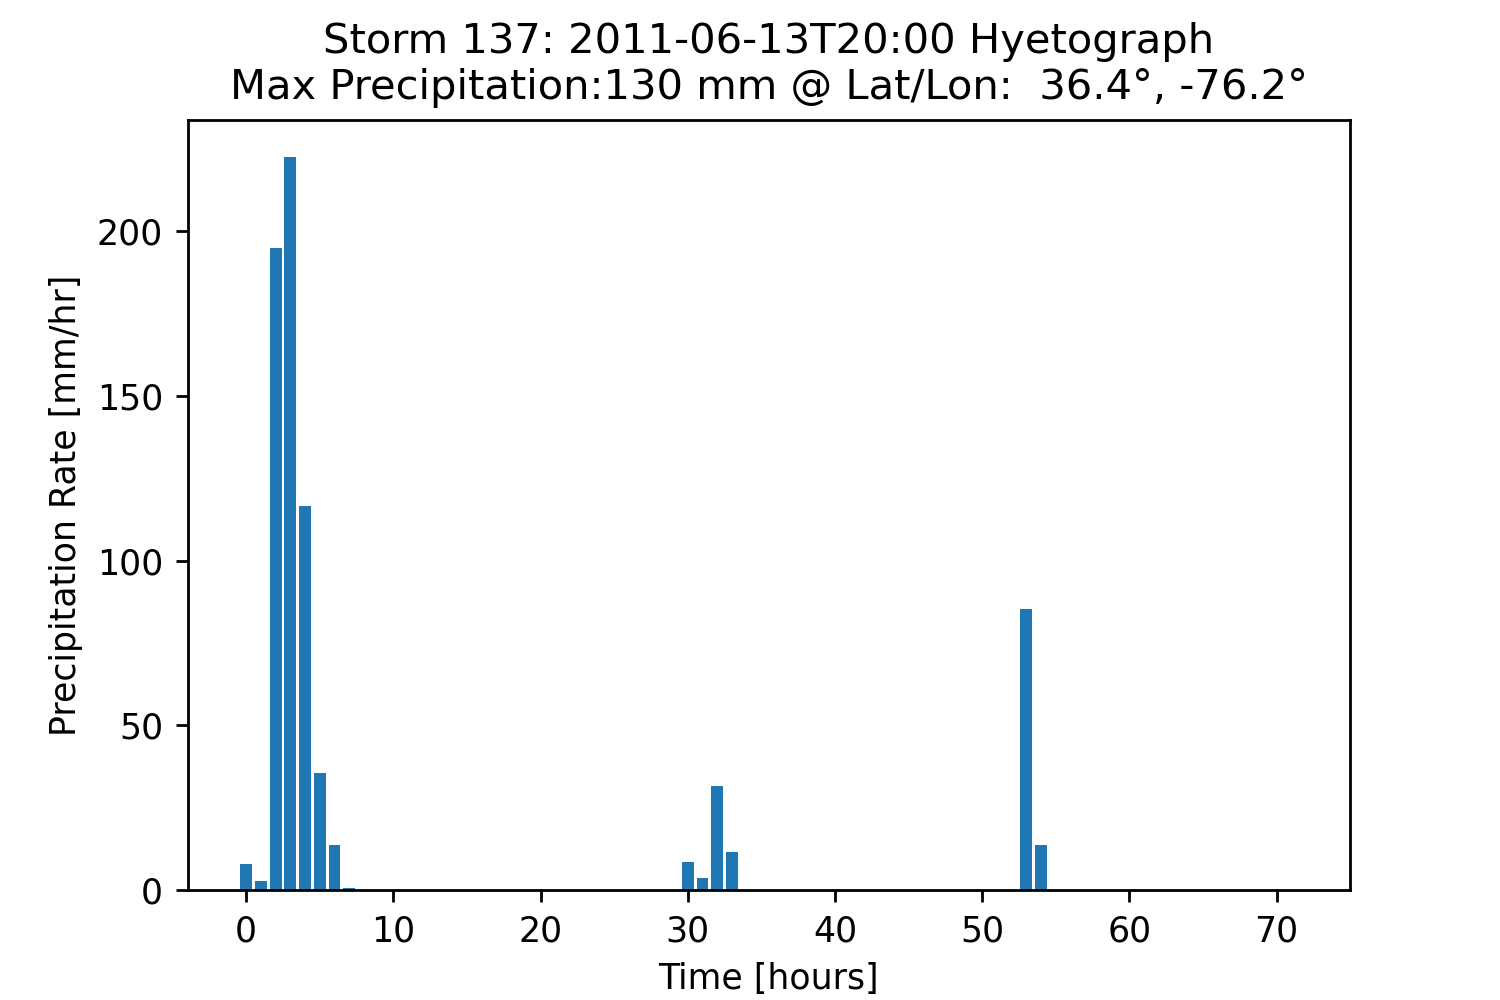 Storm 137: 2011-06-13T20:00 Hyetograph
Max Precipitation:130 mm @ Lat/Lon:  36.4°, -76.2°
Precipitation Rate [mm/hr]
200
150
100
50
0
0 10 20 30 40 50 60 70
Time [hours]